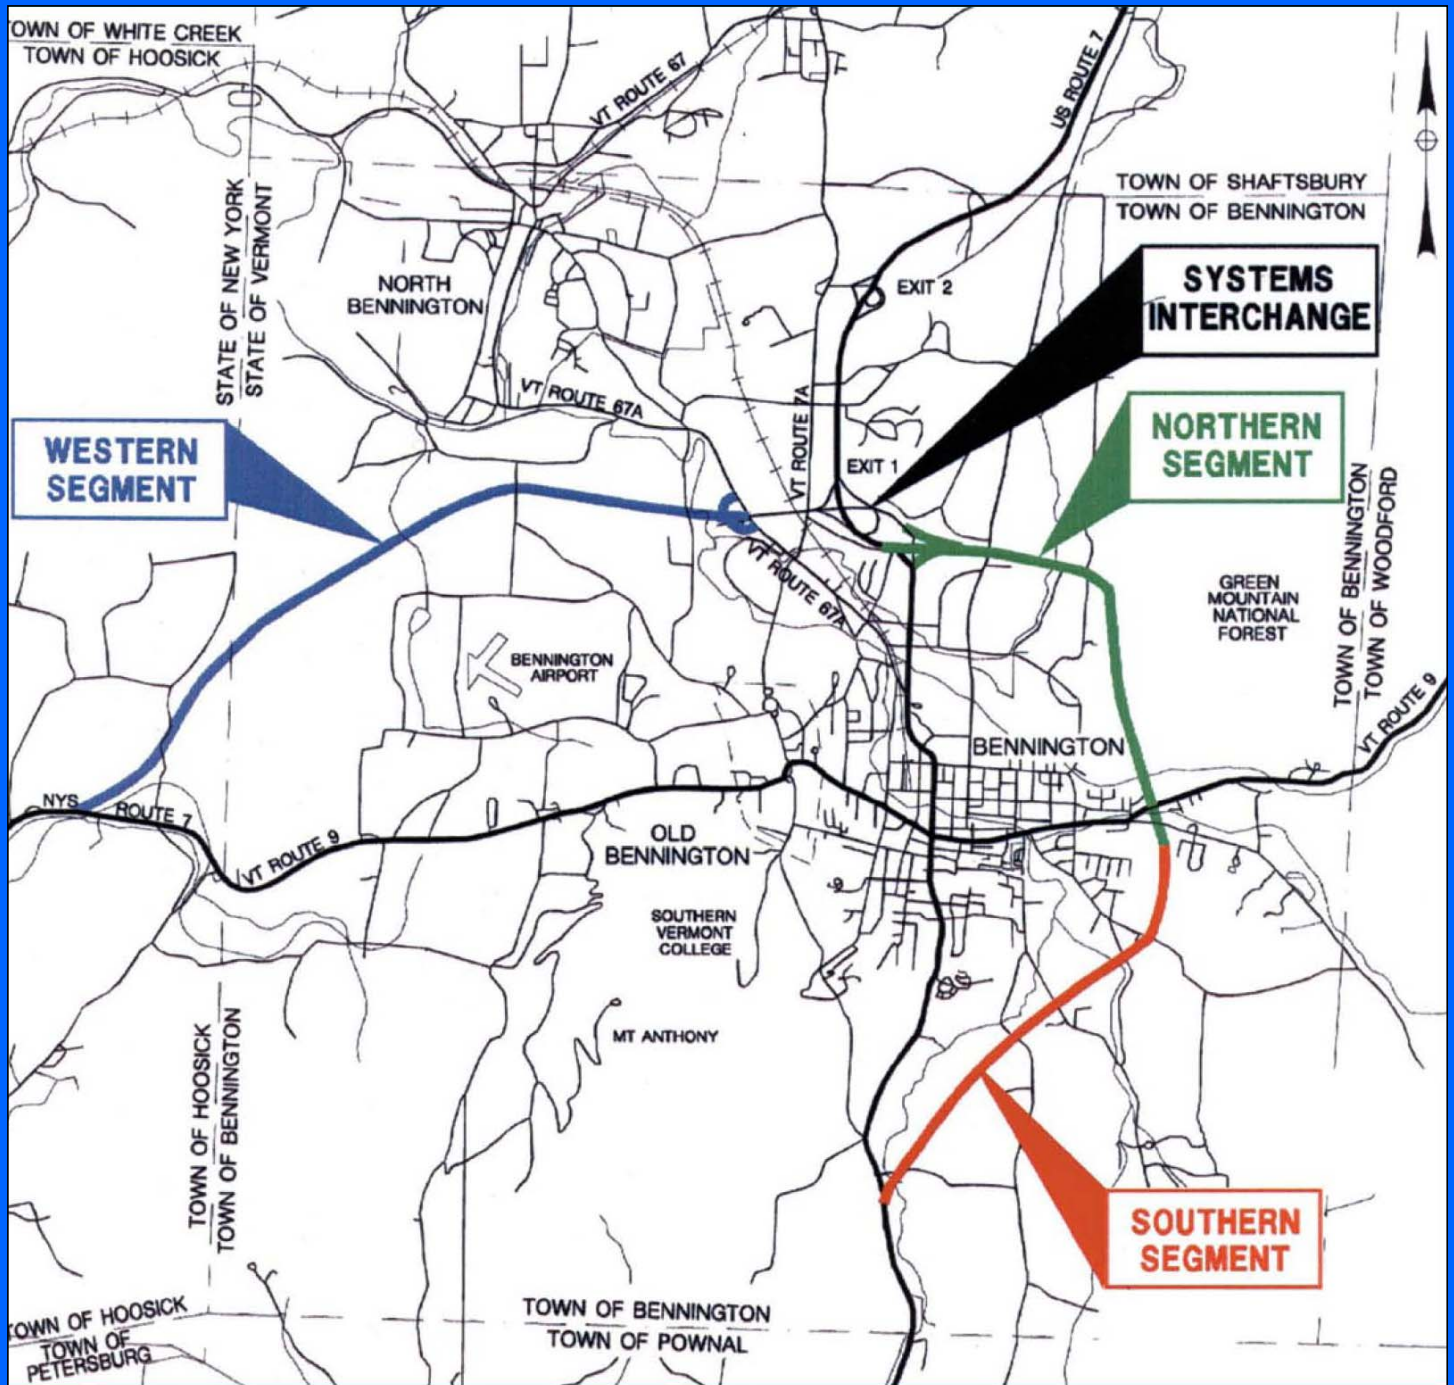 TOWN OF WHITE CREEK
TOWN OF HOOSICK
VT ROUTE 67
US ROUTE 7
TOWN OF SHAFTSBURY
TOWN OF BENNINGTON
STATE OF NEW YORK
STATE OF VERMONT
NORTH
BENNINGTON
EXIT 2
SYSTEMS
INTERCHANGE
VT ROUTE 67A
VT ROUTE 7A
NORTHERN
SEGMENT
WESTERN
SEGMENT
EXIT 1
TOWN OF BENNINGTON
TOWN OF WOODFORD
VT ROUTE 67A
GREEN
MOUNTAIN
NATIONAL
FOREST
BENNINGTON
AIRPORT
BENNINGTON
VT ROUTE 9
NYS ROUTE 7
VT ROUTE 9
OLD
BENNINGTON
SOUTHERN
VERMONT
COLLEGE
MT ANTHONY
TOWN OF HOOSICK
TOWN OF BENNINGTON
SOUTHERN
SEGMENT
TOWN OF HOOSICK
TOWN OF
PETERSBURG
TOWN OF BENNINGTON
TOWN OF POWNAL